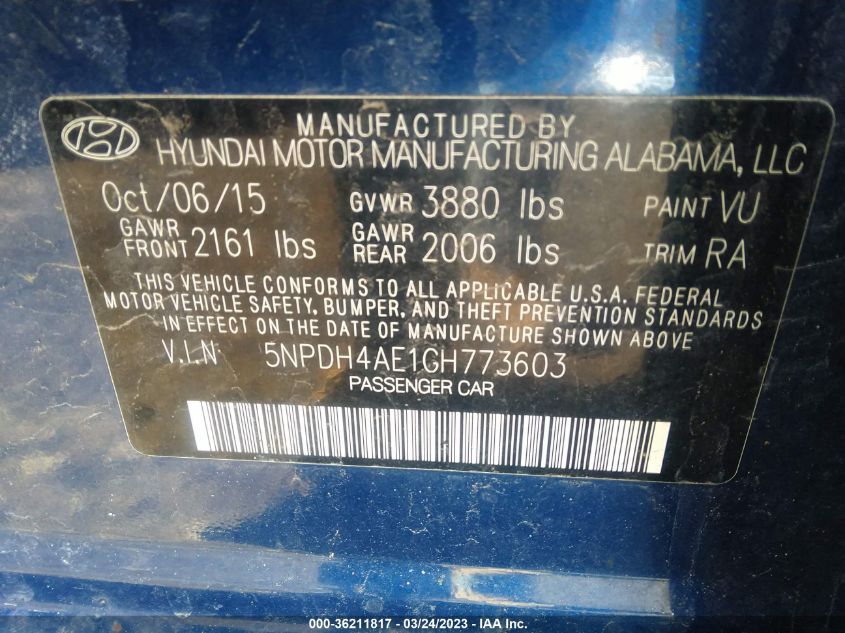 MANUFACTURED BY
HYUNDAI MOTOR MANUFACTURING ALABAMA, LLC
Oct/06/15 GVWR 3880 lbs PAINT VU
GAWR FRONT 2161 lbs GAWR REAR 2006 lbs TRIM RA
THIS VEHICLE CONFORMS TO ALL APPLICABLE U.S.A. FEDERAL
MOTOR VEHICLE SAFETY, BUMPER, AND THEFT PREVENTION STANDARDS
IN EFFECT ON THE DATE OF MANUFACTURE SHOWN ABOVE
V.I.N 5NPDH4AE1GH773603
PASSENGER CAR
000-36211817 - 03/24/2023 - IAA Inc.